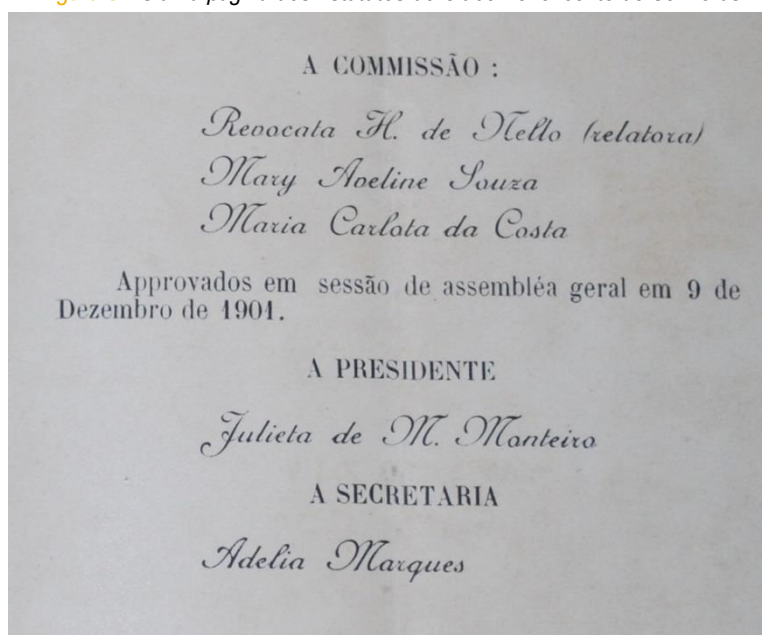 A COMMISSÃO :
Revocata H. de Mello (relatora)
Mary Aveline Souza
Maria Carlota da Costa
Approvados em sessão de assembléa geral em 9 de
Dezembro de 1901.
A PRESIDENTE
Julieta de M. Monteiro
A SECRETARIA
Adelia Marques